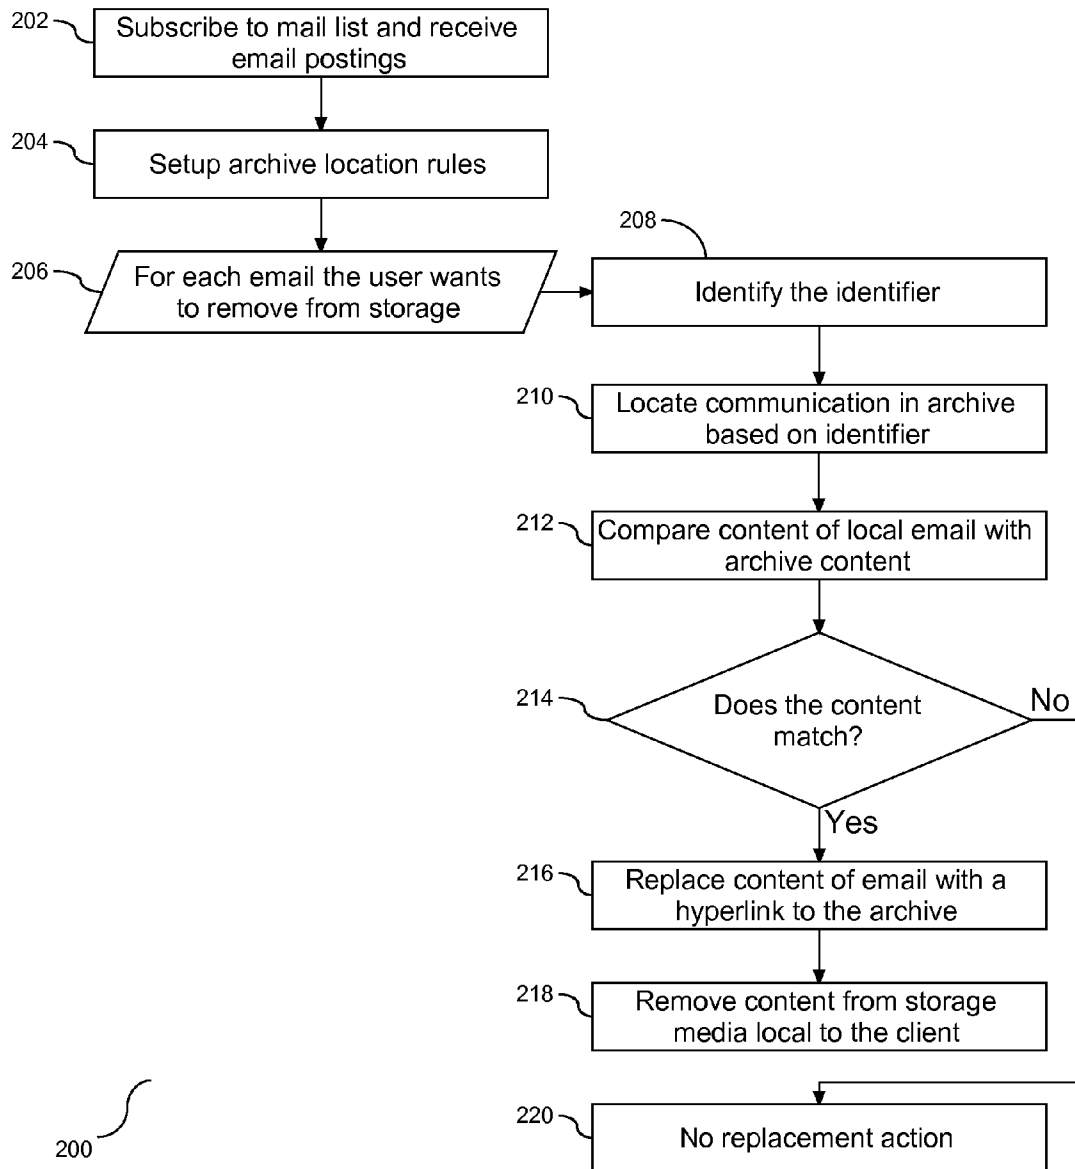 202
Subscribe to mail list and receive
email postings
204
Setup archive location rules
206
For each email the user wants
to remove from storage
208
Identify the identifier
210
Locate communication in archive
based on identifier
212
Compare content of local email with
archive content
214
Does the content
match?
No
Yes
216
Replace content of email with a
hyperlink to the archive
218
Remove content from storage
media local to the client
220
No replacement action
200